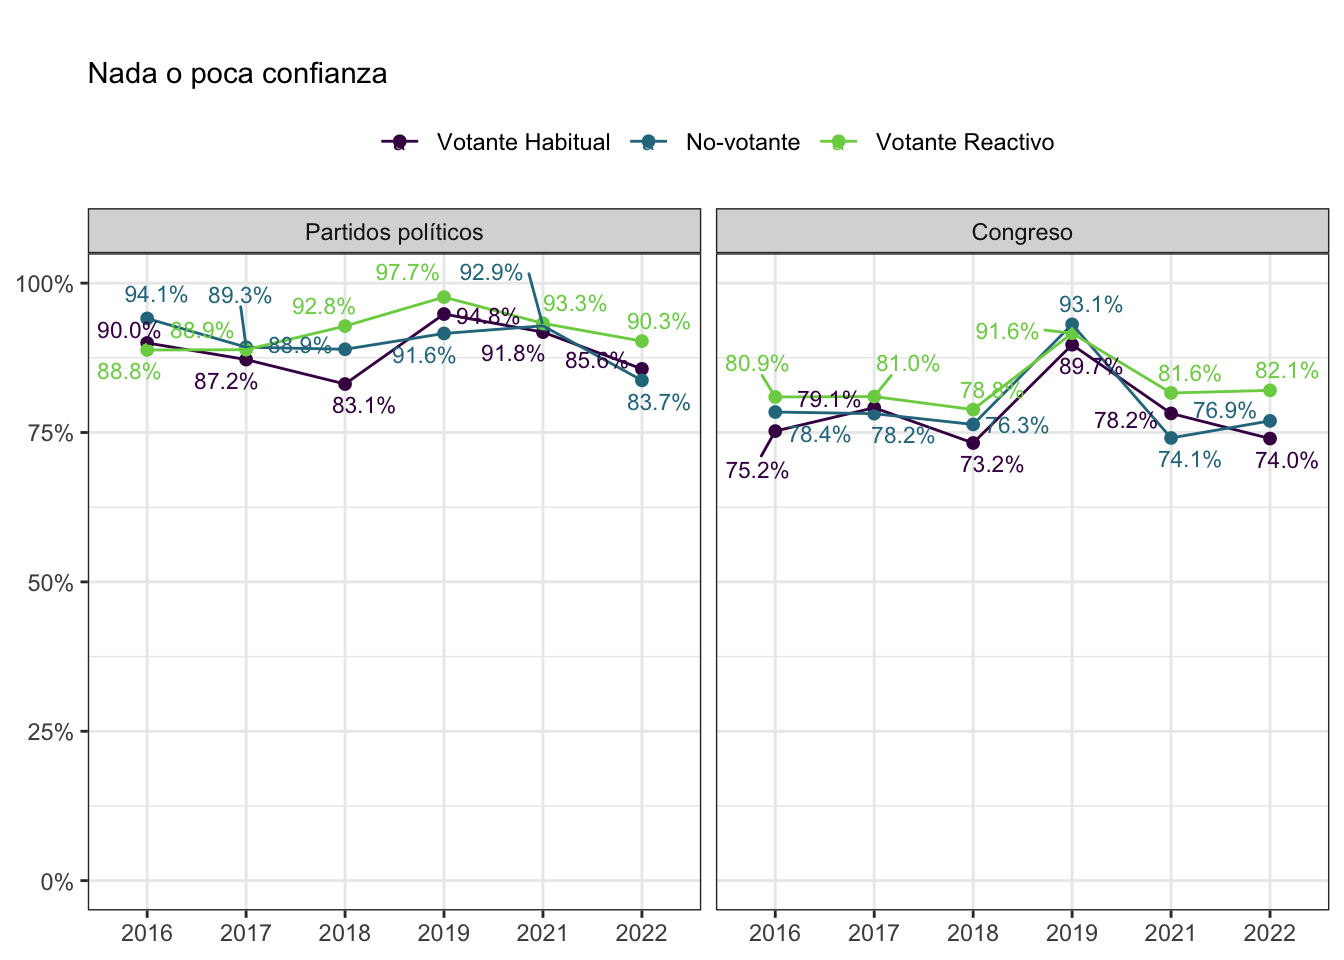 Nada o poca confianza
Votante Habitual No-votante Votante Reactivo
Partidos políticos Congreso
100%
75%
50%
25%
0%
97.7% 92.9%
94.1% 89.3% 92.8% 93.3%
90.0% 88.9% 88.9% 94.8% 90.3%
88.8% 87.2% 91.6% 91.8% 85.6%
83.1% 83.7%
93.1%
91.6%
80.9% 81.0% 89.7% 81.6% 82.1%
79.1% 78.8%
78.4% 78.2% 76.3% 78.2% 76.9%
75.2% 73.2% 74.1% 74.0%
2016 2017 2018 2019 2021 2022 2016 2017 2018 2019 2021 2022